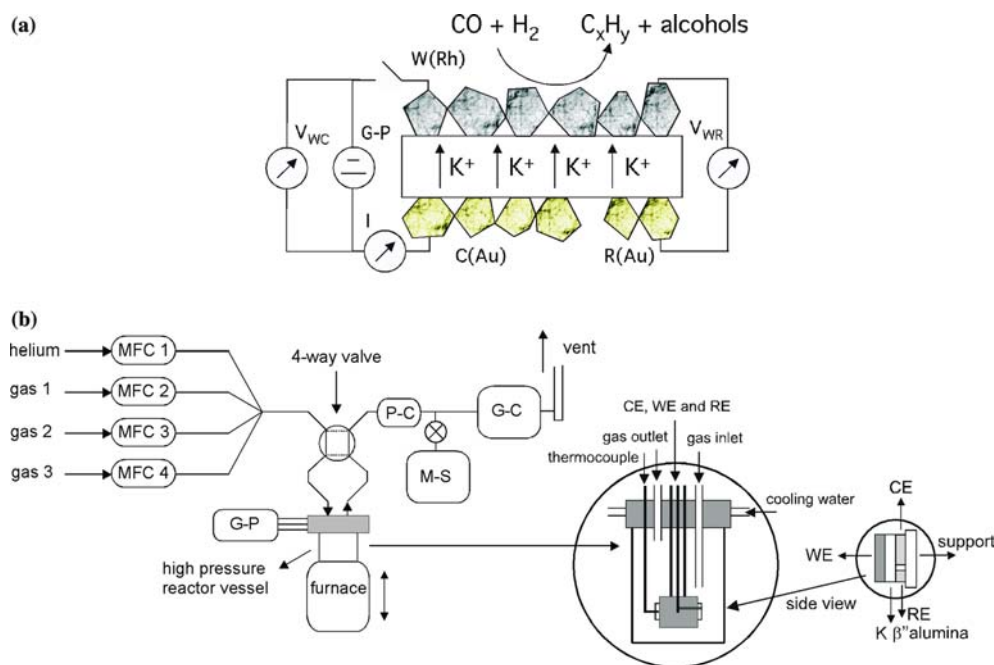 (a)
CO + H2
CxHy + alcohols
W(Rh)
VWC
G-P
VWR
K+
K+
K+
K+
I
C(Au)
R(Au)
(b)
helium
MFC 1
gas 1
MFC 2
gas 2
MFC 3
gas 3
MFC 4
4-way valve
P-C
G-C
vent
M-S
G-P
high pressure
reactor vessel
furnace
CE, WE and RE
gas outlet
gas inlet
thermocouple
cooling water
CE
WE
support
side view
RE
K β"alumina